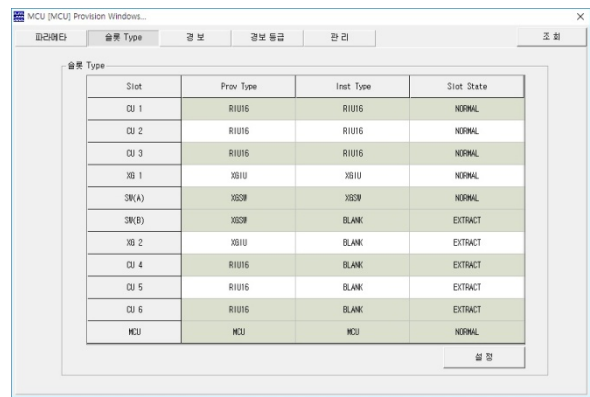 MCU [MCU] Provision Windows...
파라메타 슬롯 Type 경 보 경보 등급 관 리 조 회
슬롯 Type
Slot Prov Type Inst Type Slot State
CU 1 RIU16 RIU16 NORMAL
CU 2 RIU16 RIU16 NORMAL
CU 3 RIU16 RIU16 NORMAL
XG 1 XGIU XGIU NORMAL
SW(A) XGSW XGSW NORMAL
SW(B) XGSW BLANK EXTRACT
XG 2 XGIU BLANK EXTRACT
CU 4 RIU16 BLANK EXTRACT
CU 5 RIU16 BLANK EXTRACT
CU 6 RIU16 BLANK EXTRACT
MCU MCU MCU NORMAL
설 정